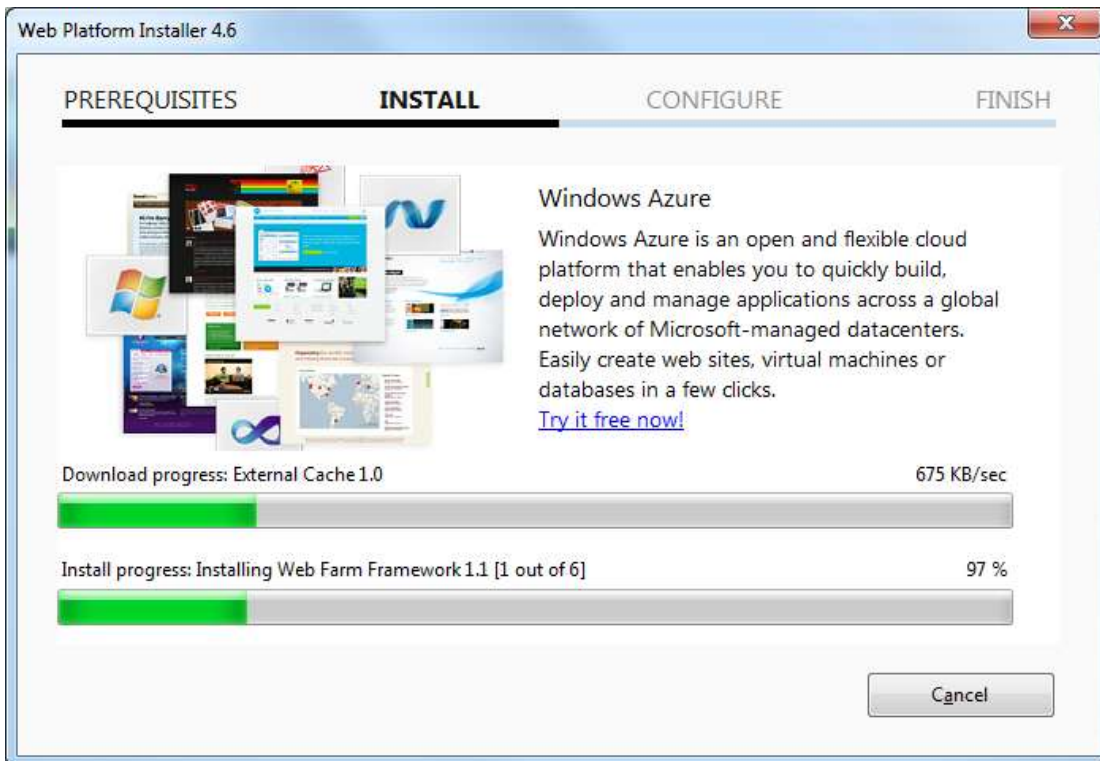 Web Platform Installer 4.6
PREREQUISITES INSTALL CONFIGURE FINISH
Windows Azure
Windows Azure is an open and flexible cloud
platform that enables you to quickly build,
deploy and manage applications across a global
network of Microsoft-managed datacenters.
Easily create web sites, virtual machines or
databases in a few clicks.
Try it free now!
Download progress: External Cache 1.0 675 KB/sec
Install progress: Installing Web Farm Framework 1.1 [1 out of 6] 97 %
Cancel